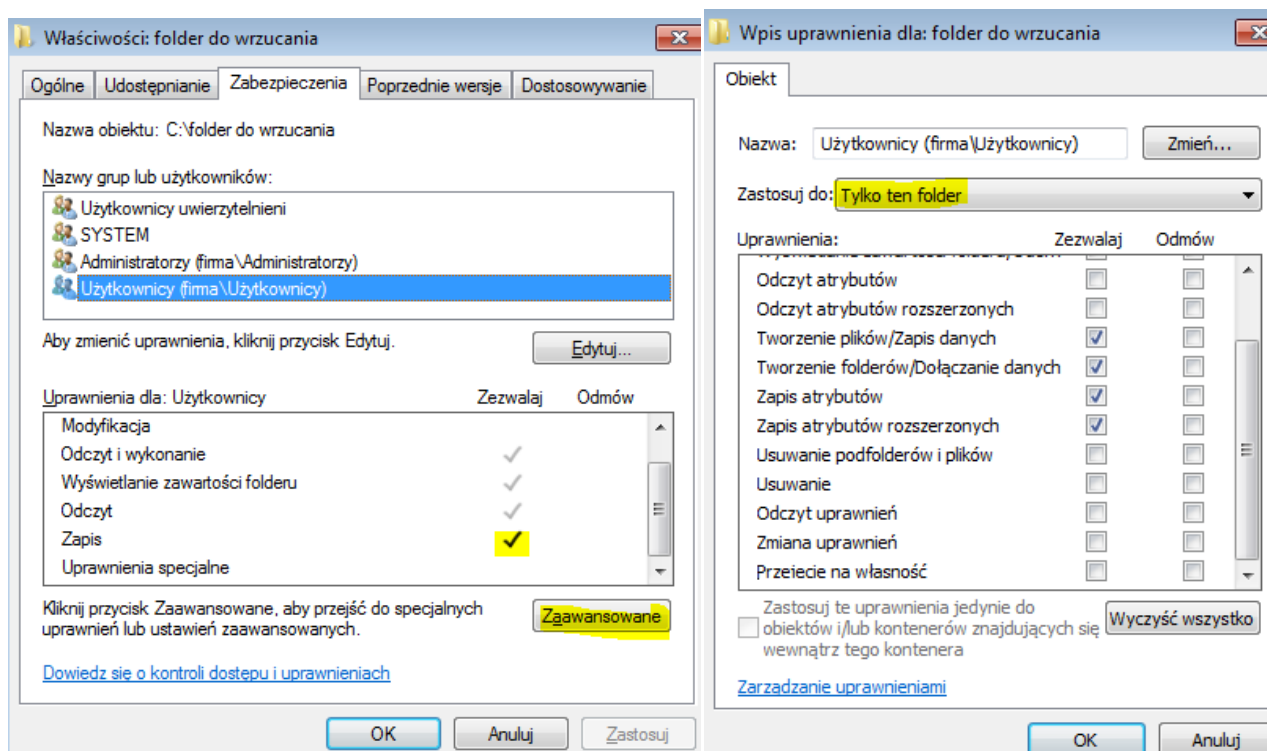 Właściwości: folder do wrzucania
Ogólne Udostępnianie Zabezpieczenia Poprzednie wersje Dostosowywanie
Nazwa obiektu: C:\folder do wrzucania
Nazwy grup lub użytkowników:
Użytkownicy uwierzytelnieni
SYSTEM
Administratorzy (firma\Administratorzy)
Użytkownicy (firma\Użytkownicy)
Aby zmienić uprawnienia, kliknij przycisk Edytuj.
Edytuj...
Uprawnienia dla: Użytkownicy Zezwalaj Odmów
Modyfikacja
Odczyt i wykonanie
Wyświetlanie zawartości folderu
Odczyt
Zapis
Uprawnienia specjalne
Kliknij przycisk Zaawansowane, aby przejść do specjalnych
uprawnień lub ustawień zaawansowanych.
Zaawansowane
Dowiedz się o kontroli dostępu i uprawnieniach
OK Anuluj Zastosuj
Wpis uprawnienia dla: folder do wrzucania
Obiekt
Nazwa: Użytkownicy (firma\Użytkownicy) Zmień...
Zastosuj do: Tylko ten folder
Uprawnienia: Zezwalaj Odmów
Odczyt atrybutów
Odczyt atrybutów rozszerzonych
Tworzenie plików/Zapis danych
Tworzenie folderów/Dołączanie danych
Zapis atrybutów
Zapis atrybutów rozszerzonych
Usuwanie podfolderów i plików
Usuwanie
Odczyt uprawnień
Zmiana uprawnień
Przejęcie na własność
Zastosuj te uprawnienia jedynie do
obiektów i/lub kontenerów znajdujących się
wewnątrz tego kontenera
Wyczyść wszystko
Zarządzanie uprawnieniami
OK Anuluj